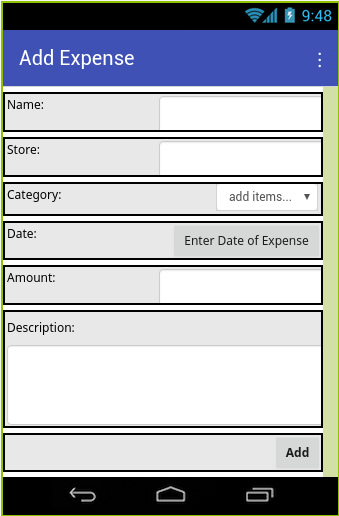 9:48
Add Expense
Name:
Store:
Category: add items...
Date: Enter Date of Expense
Amount:
Description:
Add